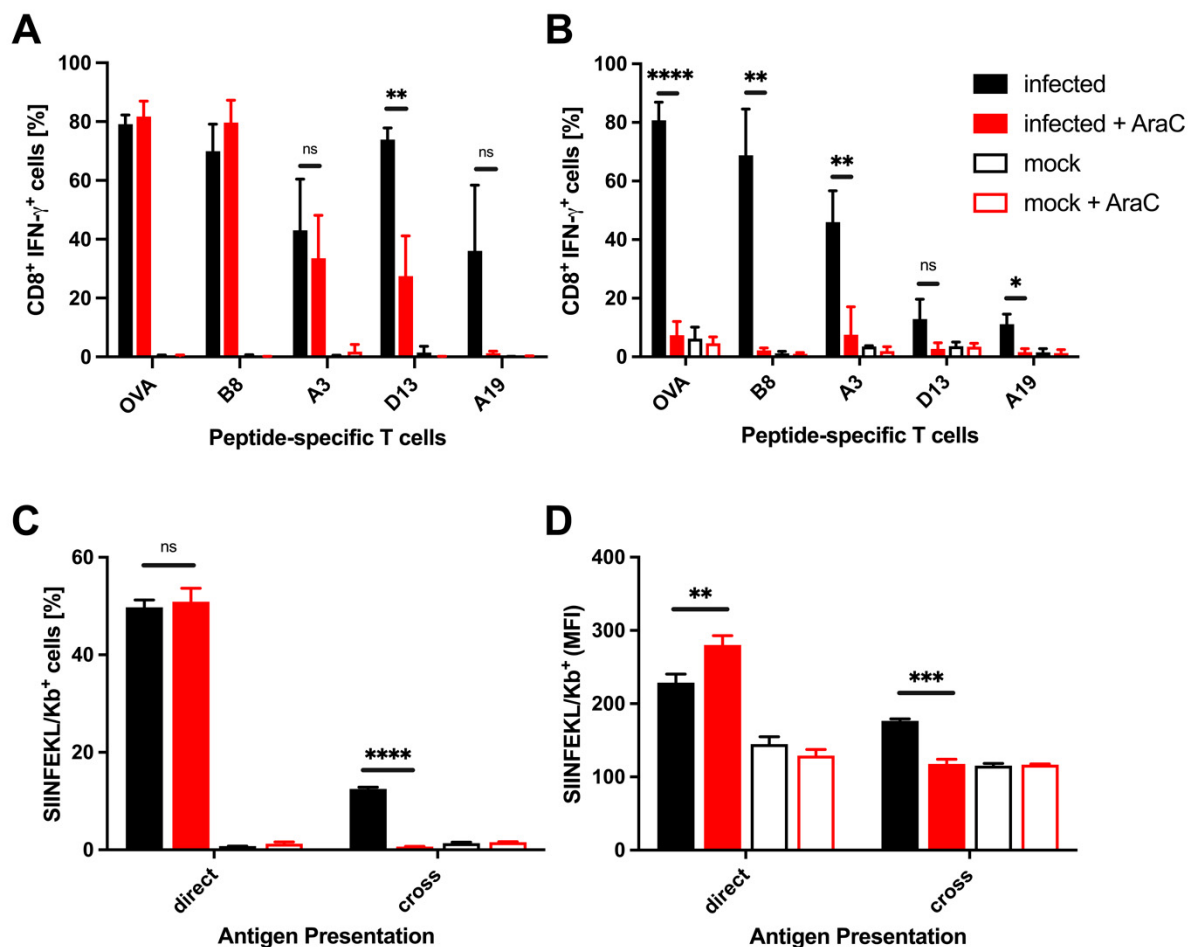 A
CD8⁺ IFN-γ⁺ cells [%]
100
80
60
40
20
0
ns
**
ns
OVA
B8
A3
D13
A19
Peptide-specific T cells
B
CD8⁺ IFN-γ⁺ cells [%]
100
80
60
40
20
0
****
**
**
ns
*
OVA
B8
A3
D13
A19
Peptide-specific T cells
infected
infected + AraC
mock
mock + AraC
C
SIINFEKL/Kb⁺ cells [%]
60
40
20
0
ns
****
direct
cross
Antigen Presentation
D
SIINFEKL/Kb⁺ (MFI)
400
300
200
100
0
**
***
direct
cross
Antigen Presentation